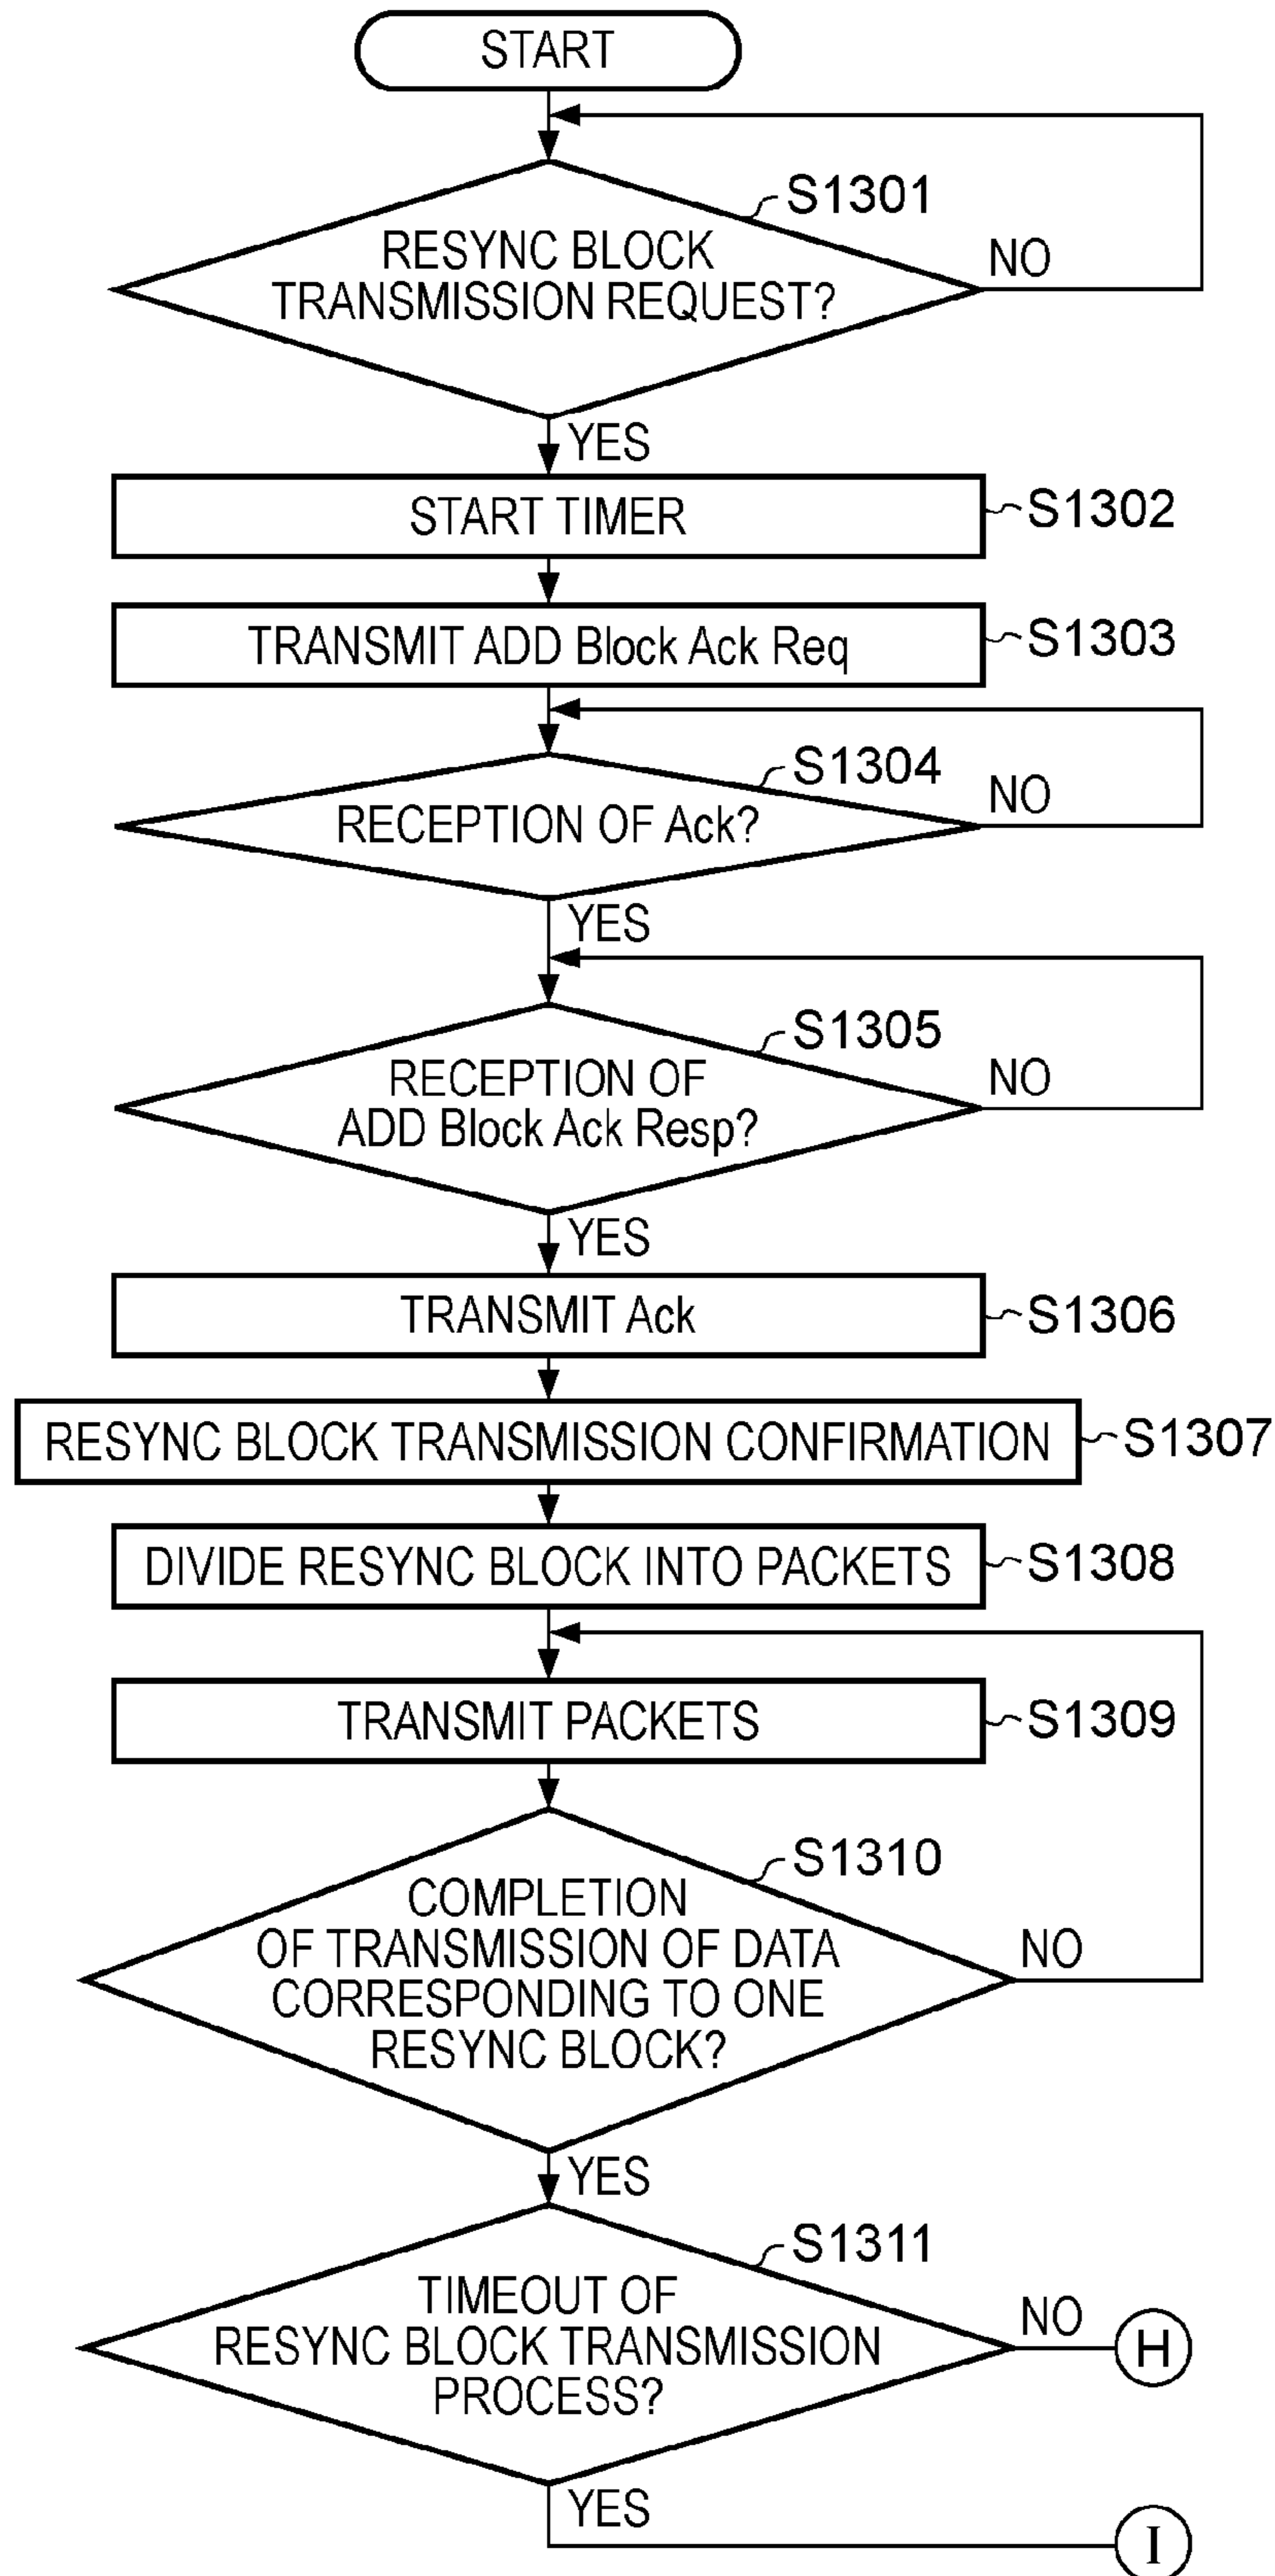 START
S1301
RESYNC BLOCK
TRANSMISSION REQUEST?
NO
YES
START TIMER
S1302
TRANSMIT ADD Block Ack Req
S1303
S1304
RECEPTION OF Ack?
NO
YES
S1305
RECEPTION OF
ADD Block Ack Resp?
NO
YES
TRANSMIT Ack
S1306
RESYNC BLOCK TRANSMISSION CONFIRMATION
S1307
DIVIDE RESYNC BLOCK INTO PACKETS
S1308
TRANSMIT PACKETS
S1309
S1310
COMPLETION
OF TRANSMISSION OF DATA
CORRESPONDING TO ONE
RESYNC BLOCK?
NO
YES
S1311
TIMEOUT OF
RESYNC BLOCK TRANSMISSION
PROCESS?
NO
H
YES
I